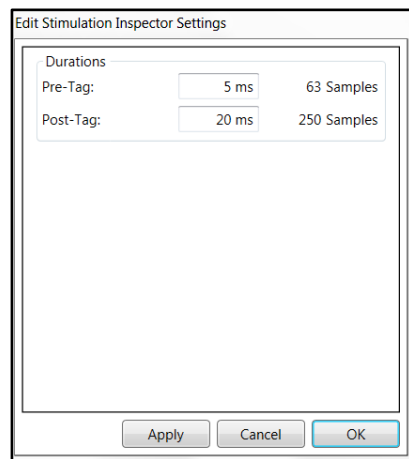 Edit Stimulation Inspector Settings
Durations
Pre-Tag: 5 ms 63 Samples
Post-Tag: 20 ms 250 Samples
Apply Cancel OK